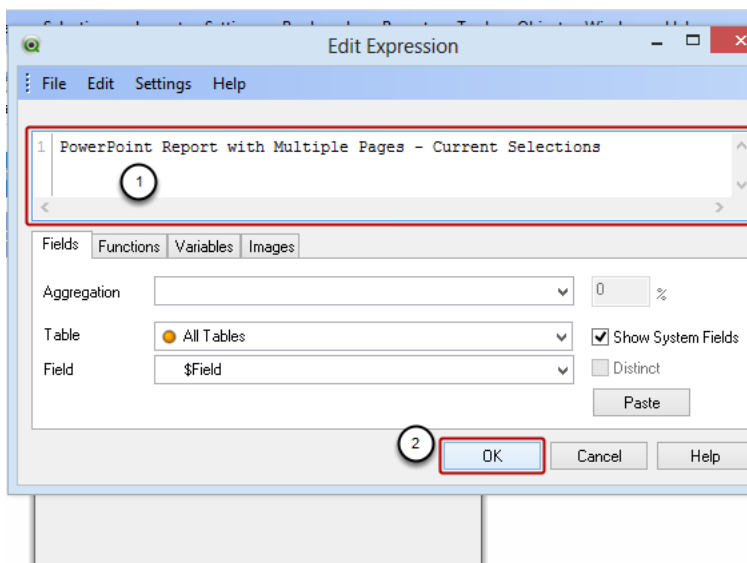 Edit Expression
File Edit Settings Help
1 PowerPoint Report with Multiple Pages - Current Selections
1
Fields Functions Variables Images
Aggregation 0 %
Table All Tables Show System Fields
Field $Field Distinct
Paste
2 OK Cancel Help